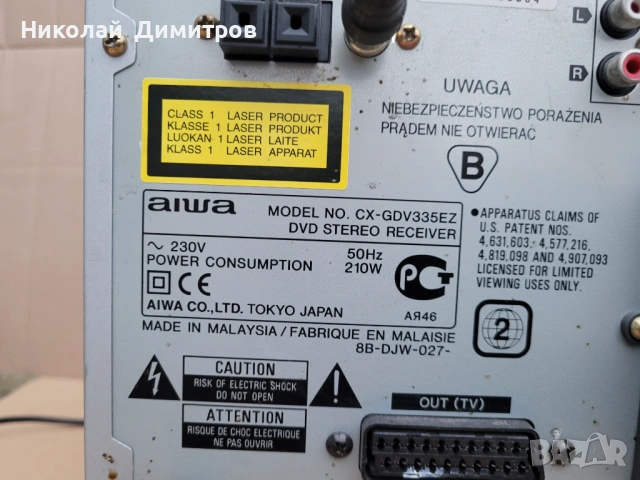 Николай Димитров
L
R
UWAGA
NIEBEZPIECZEŃSTWO PORAŻENIA
PRĄDEM NIE OTWIERAĆ
B
CLASS 1 LASER PRODUCT
KLASSE 1 LASER PRODUKT
LUOKAN 1 LASER LAITE
KLASS 1 LASER APPARAT
aiwa
MODEL NO. CX-GDV335EZ
DVD STEREO RECEIVER
~ 230V 50Hz
POWER CONSUMPTION 210W
CE
РСТ
АЯ46
AIWA CO.,LTD. TOKYO JAPAN
MADE IN MALAYSIA / FABRIQUE EN MALAISIE
8B-DJW-027-
• APPARATUS CLAIMS OF
U.S. PATENT NOS.
4,631,603, 4,577,216,
4,819,098 AND 4,907,093
LICENSED FOR LIMITED
VIEWING USES ONLY.
2
CAUTION
RISK OF ELECTRIC SHOCK
DO NOT OPEN
ATTENTION
RISQUE DE CHOC ELECTRIQUE
NE PAS OUVRIR
OUT (TV)
BAZAR